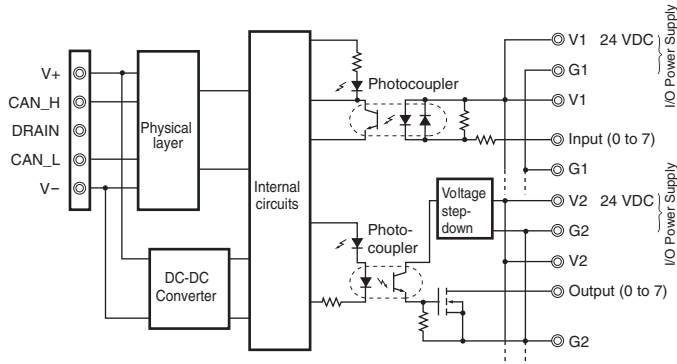 V+
CAN_H
DRAIN
CAN_L
V−
Physical
layer
DC-DC
Converter
Internal
circuits
Photocoupler
Photo-
coupler
Voltage
step-
down
V1 24 VDC
G1
I/O Power Supply
V1
Input (0 to 7)
G1
V2 24 VDC
G2
I/O Power Supply
V2
Output (0 to 7)
G2